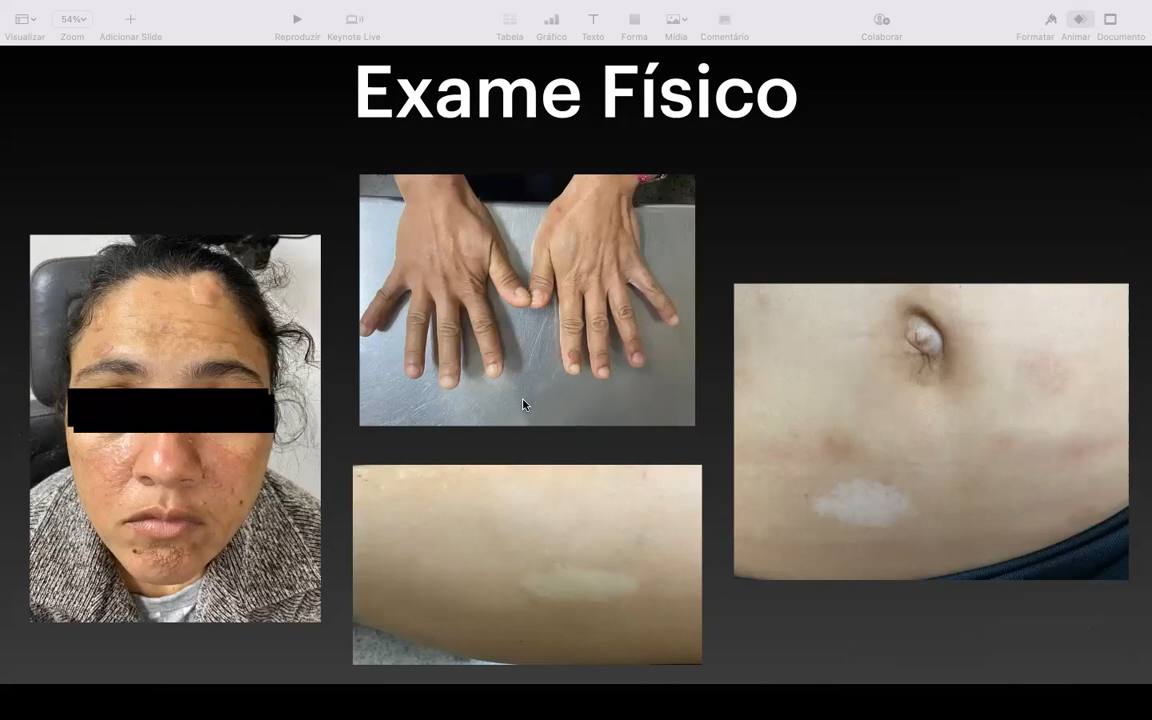 54%
Visualizar Zoom Adicionar Slide Reproduzir Keynote Live Tabela Gráfico Texto Forma Mídia Comentário Colaborar Formatar Animar Documento
Exame Físico